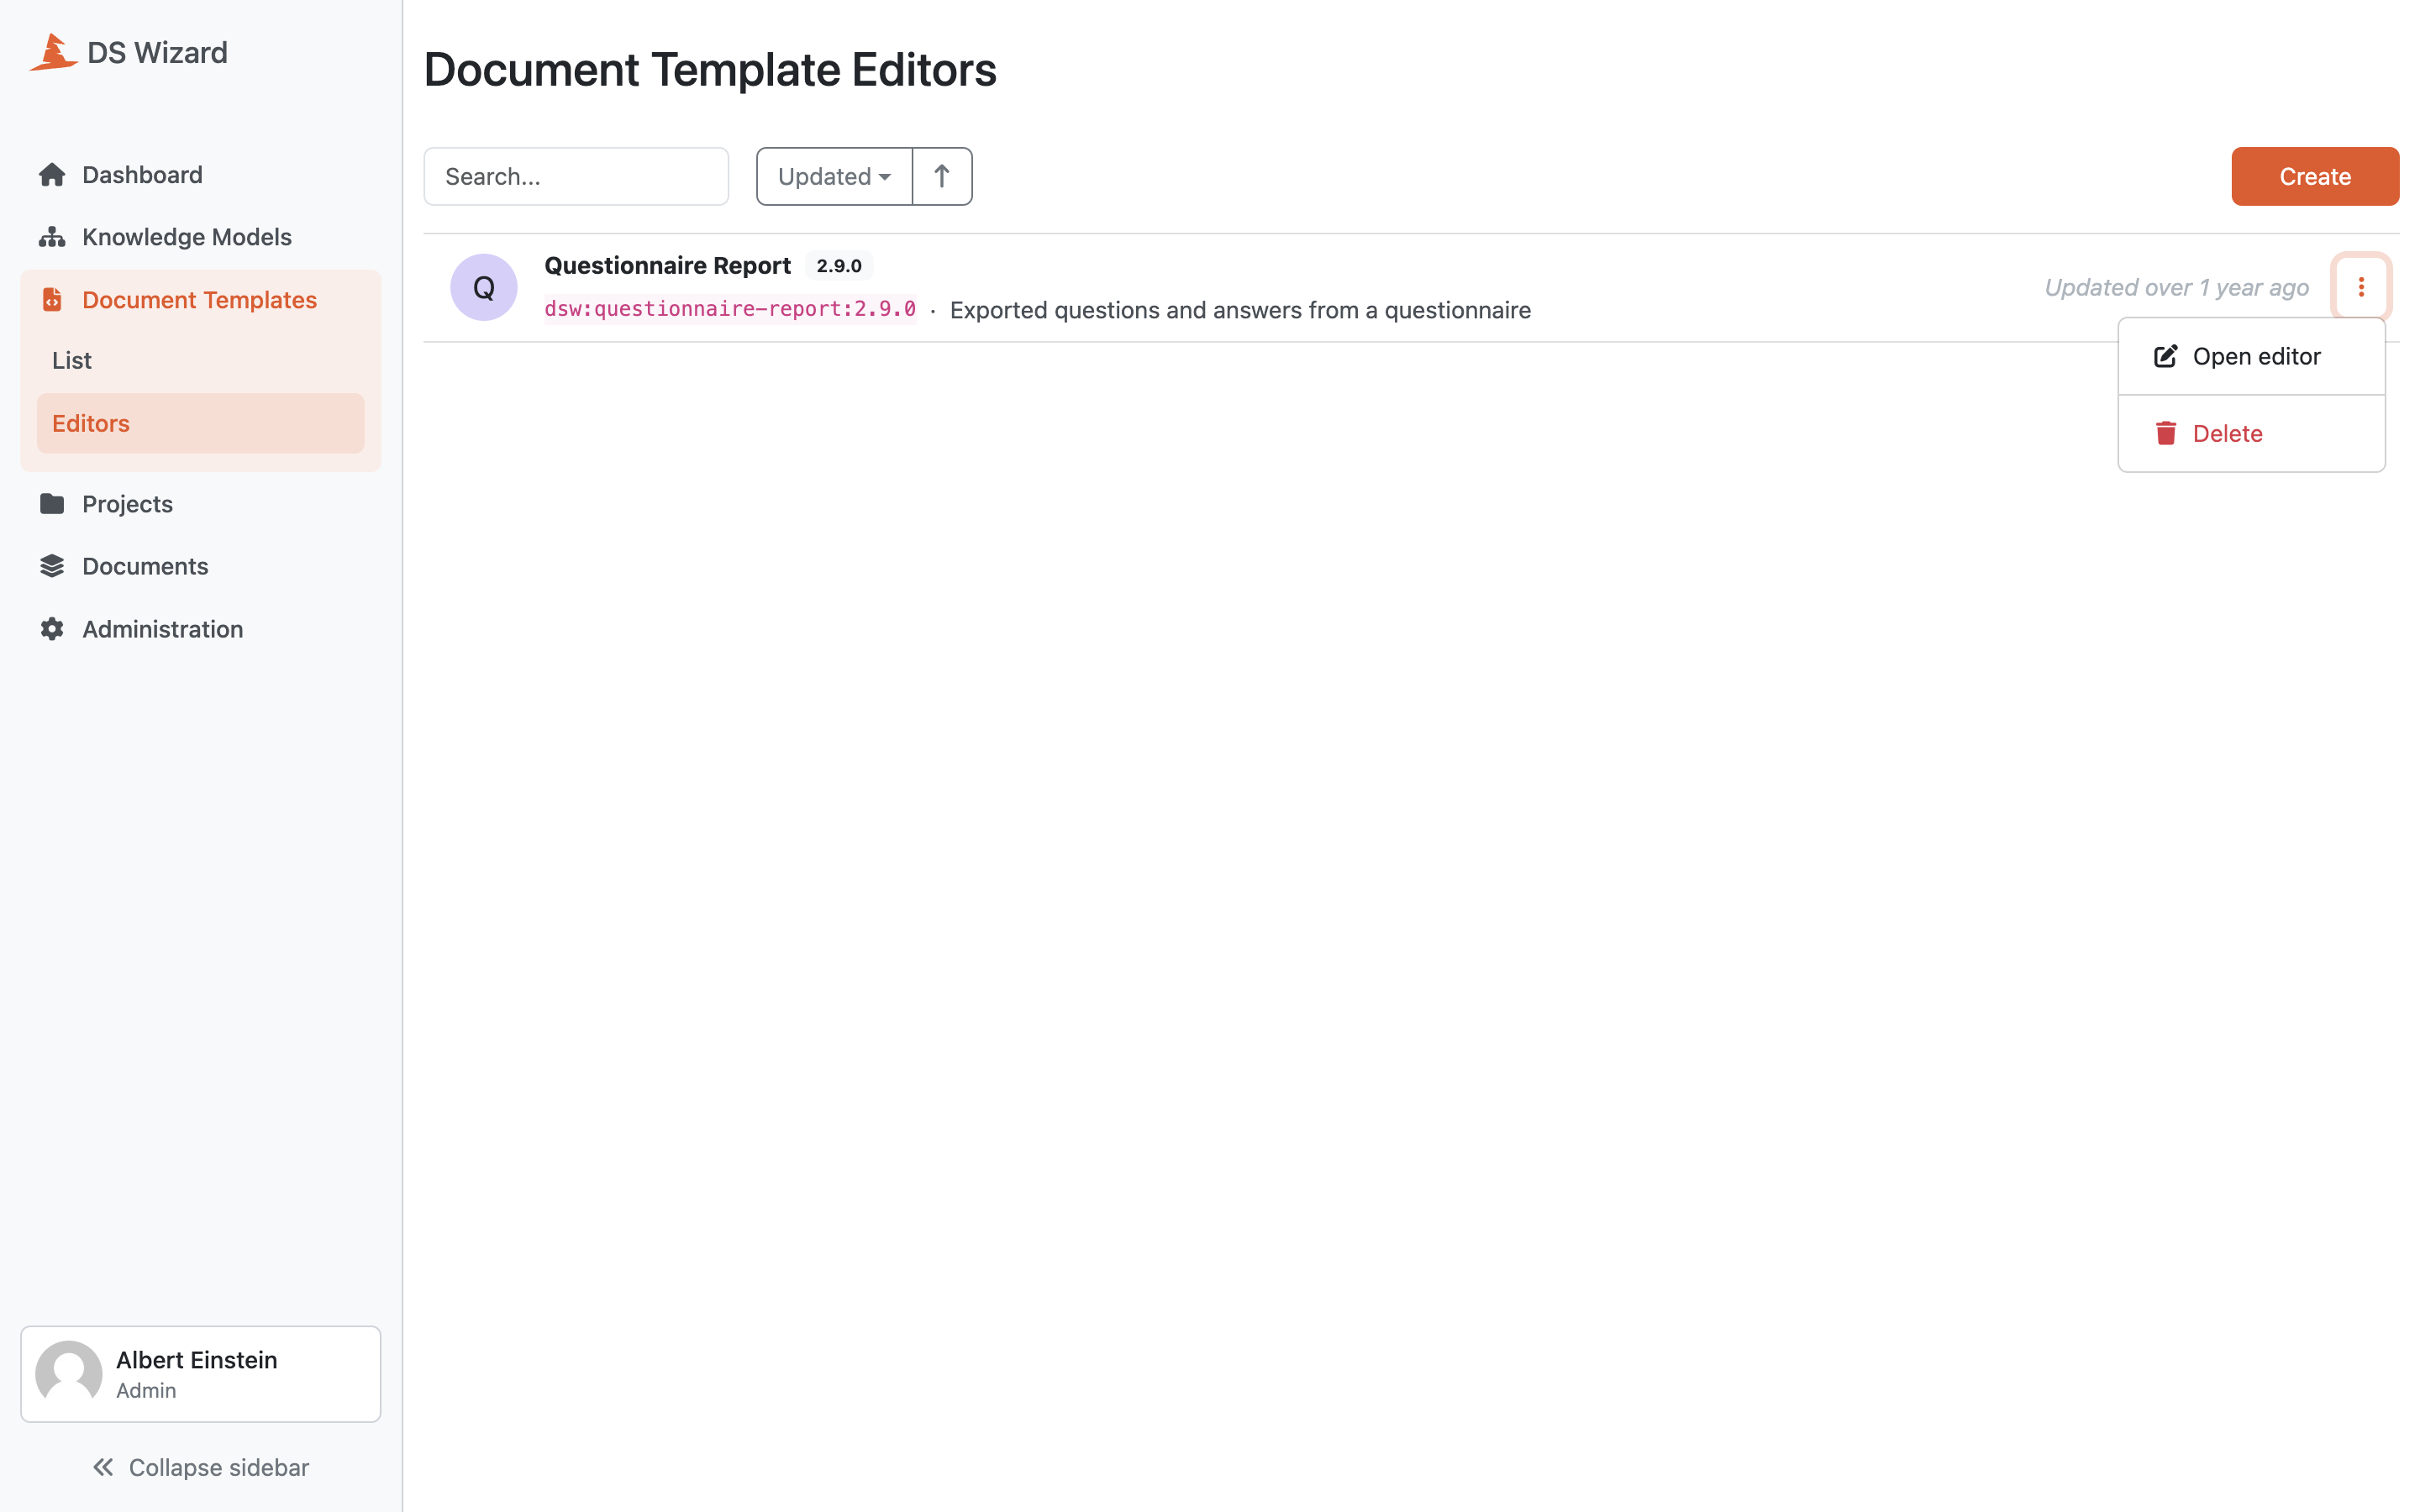 DS Wizard
Dashboard
Knowledge Models
Document Templates
List
Editors
Projects
Documents
Administration
Albert Einstein
Admin
Collapse sidebar
Document Template Editors
Search...
Updated
Create
Q
Questionnaire Report 2.9.0
dsw:questionnaire-report:2.9.0 · Exported questions and answers from a questionnaire
Updated over 1 year ago
Open editor
Delete